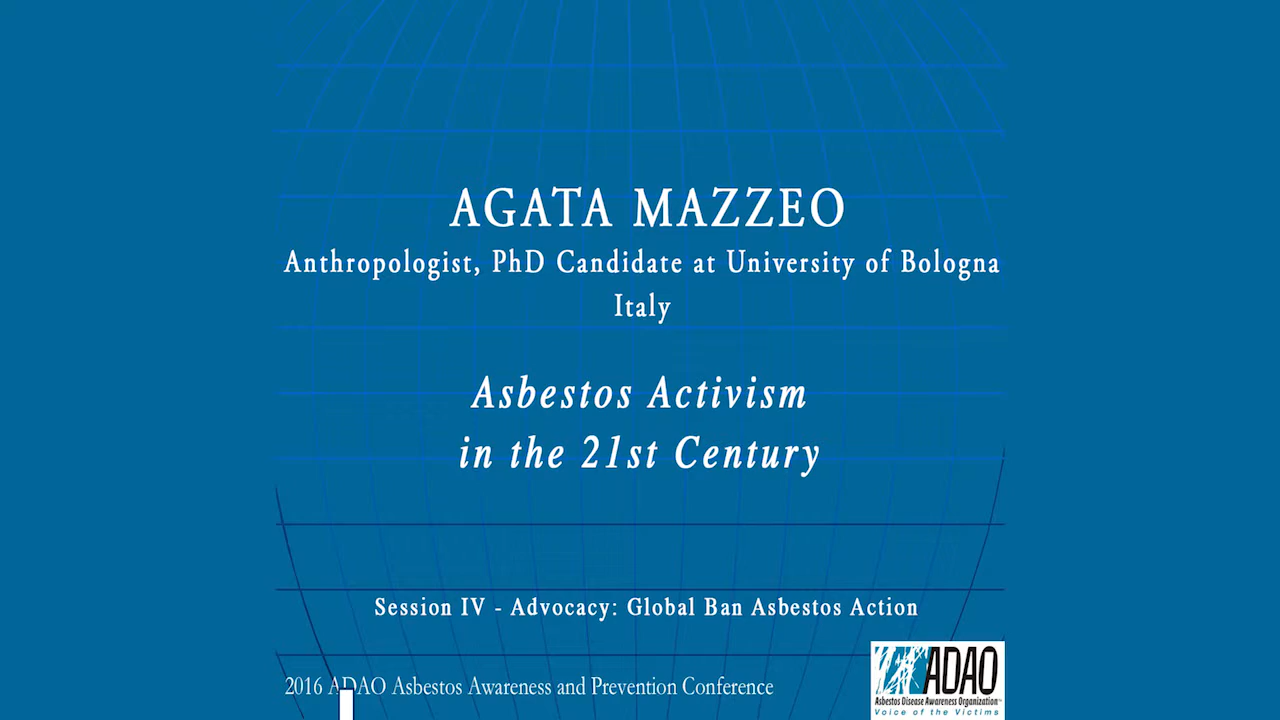 AGATA MAZZEO
Anthropologist, PhD Candidate at University of Bologna
Italy
Asbestos Activism
in the 21st Century
Session IV - Advocacy: Global Ban Asbestos Action
2016 ADAO Asbestos Awareness and Prevention Conference
ADAO
Asbestos Disease Awareness Organization
Voice of the Victims